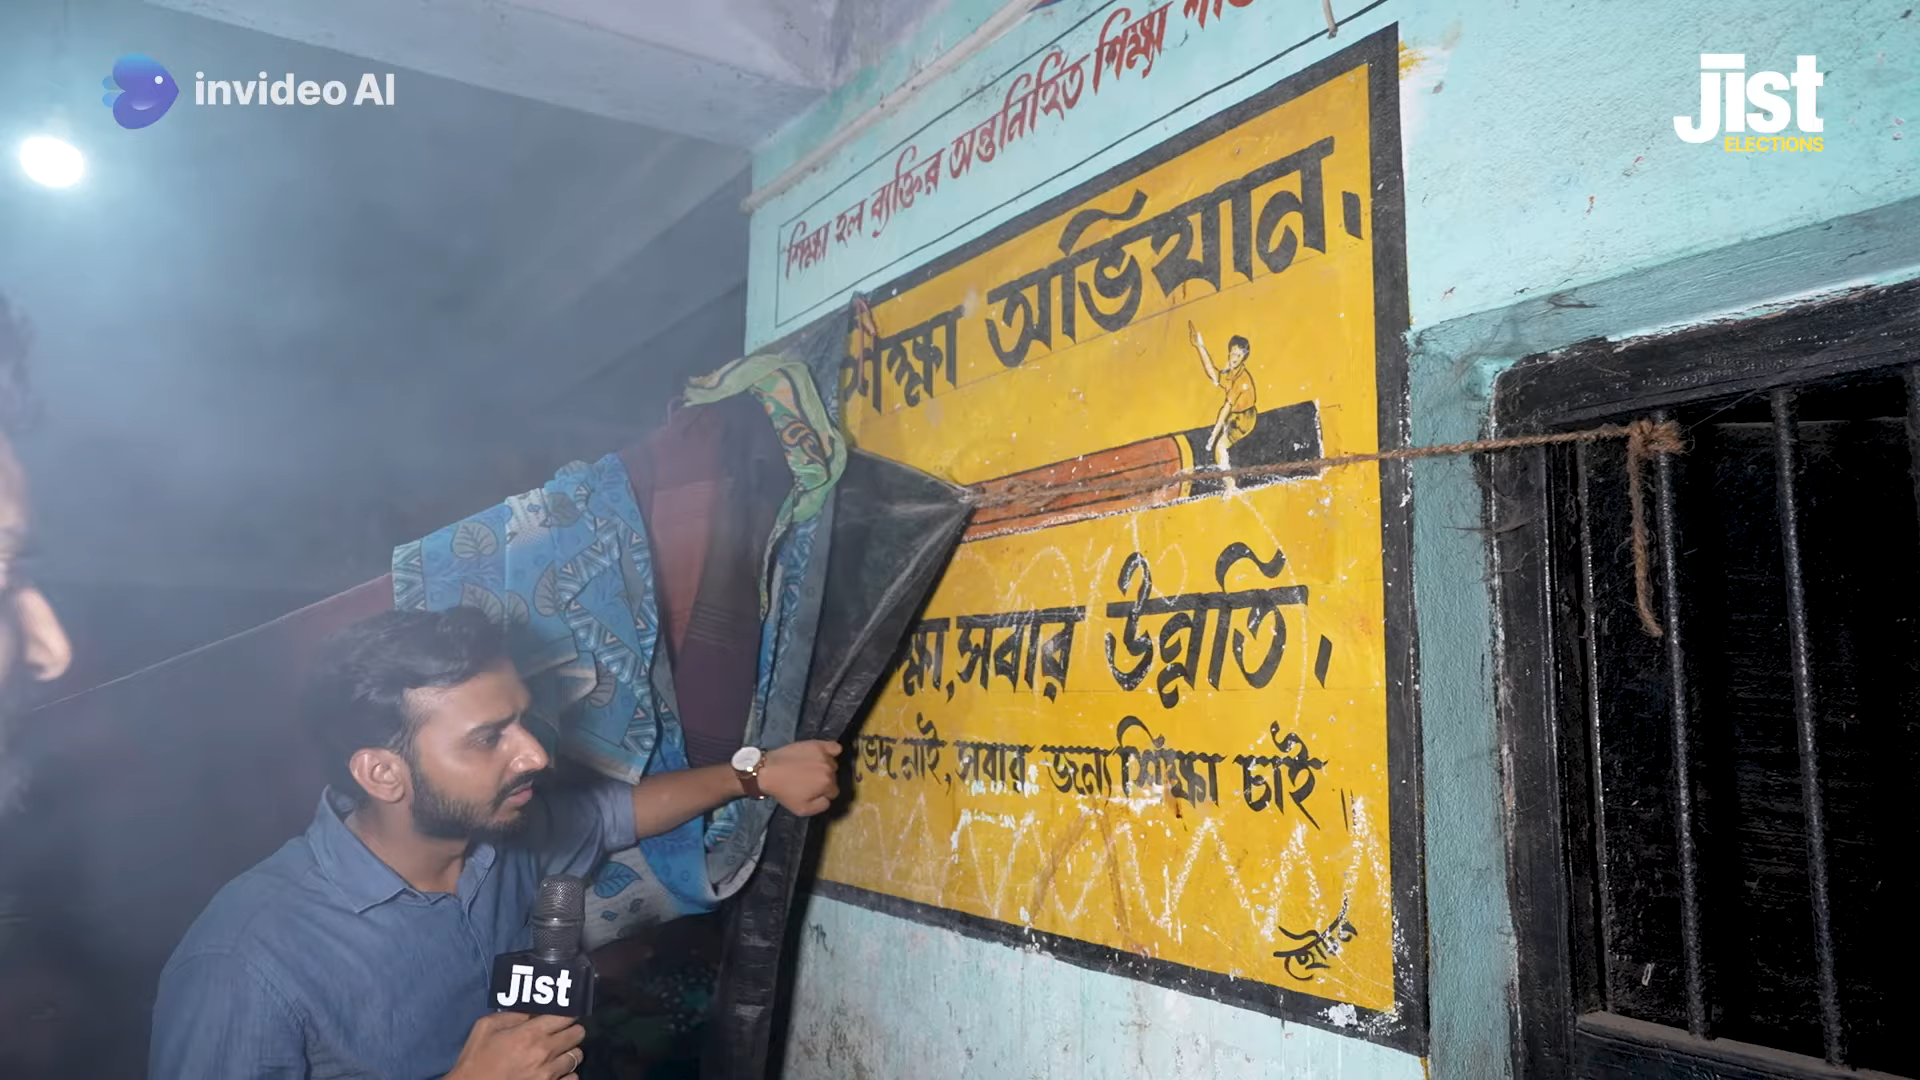 invideo AI
Jist
ELECTIONS
শিক্ষা হল ব্যক্তির অন্তর্নিহিত শিক্ষা
শিক্ষা অভিযান।
সবার উন্নতি।
নাই, সবার জন্য শিক্ষা চাই
Jist